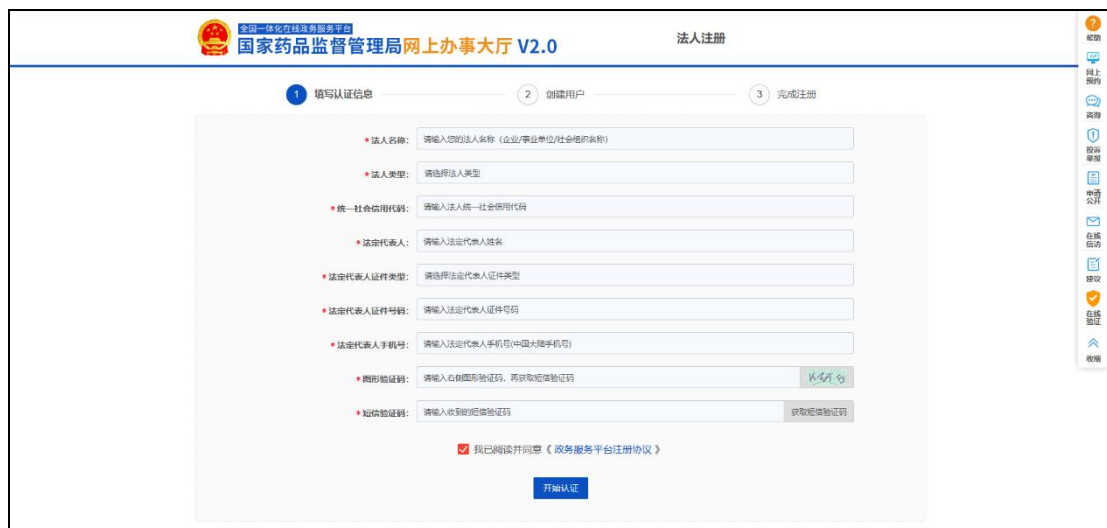 全国一体化在线政务服务平台
国家药品监督管理局网上办事大厅 V2.0
法人注册
1 填写认证信息
2 创建用户
3 完成注册
*法人名称: 请输入您的法人名称（企业/事业单位/社会组织名称）
*法人类型: 请选择法人类型
*统一社会信用代码: 请输入法人统一社会信用代码
*法定代表人: 请输入法定代表人姓名
*法定代表人证件类型: 请选择法定代表人证件类型
*法定代表人证件号码: 请输入法定代表人证件号码
*法定代表人手机号: 请输入法定代表人手机号(中国大陆手机号)
*图形验证码: 请输入右侧图形验证码，再获取短信验证码
*短信验证码: 请输入收到的短信验证码 获取短信验证码
我已阅读并同意《 政务服务平台注册协议 》
开始认证
帮助
网上
预约
咨询
投诉
举报
申请
公开
在线
信访
建议
在线
验证
收缩